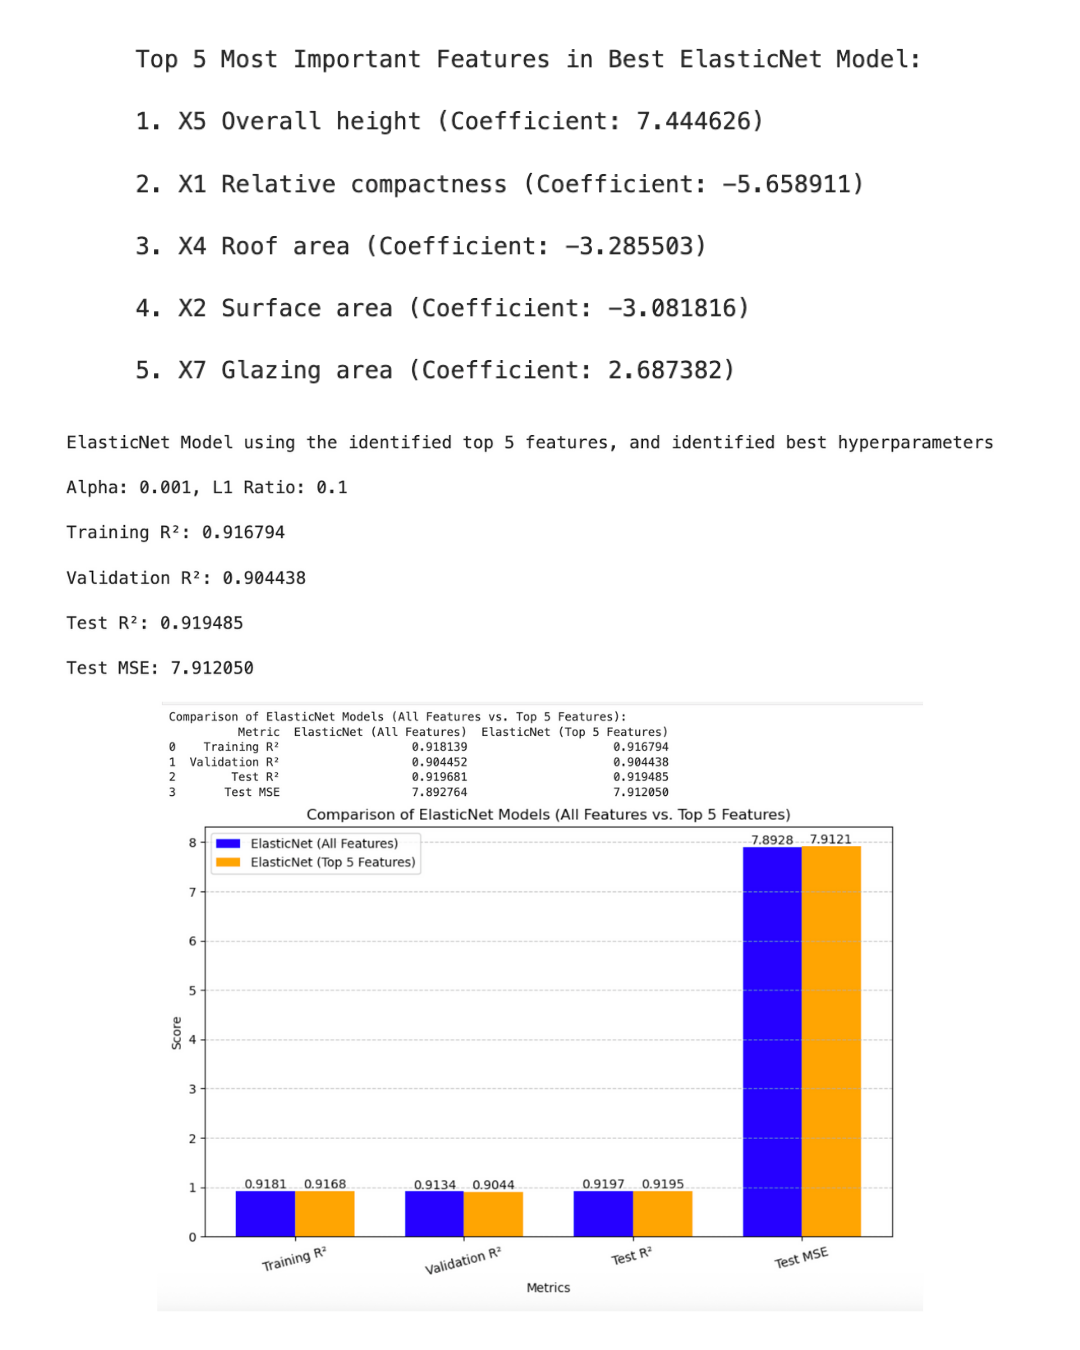 Top 5 Most Important Features in Best ElasticNet Model:
1. X5 Overall height (Coefficient: 7.444626)
2. X1 Relative compactness (Coefficient: −5.658911)
3. X4 Roof area (Coefficient: −3.285503)
4. X2 Surface area (Coefficient: −3.081816)
5. X7 Glazing area (Coefficient: 2.687382)
ElasticNet Model using the identified top 5 features, and identified best hyperparameters
Alpha: 0.001, L1 Ratio: 0.1
Training R²: 0.916794
Validation R²: 0.904438
Test R²: 0.919485
Test MSE: 7.912050
Comparison of ElasticNet Models (All Features vs. Top 5 Features):
Metric ElasticNet (All Features) ElasticNet (Top 5 Features)
0 Training R² 0.918139 0.916794
1 Validation R² 0.904452 0.904438
2 Test R² 0.919681 0.919485
3 Test MSE 7.892764 7.912050
Comparison of ElasticNet Models (All Features vs. Top 5 Features)
ElasticNet (All Features)
ElasticNet (Top 5 Features)
7.8928 7.9121
8
7
6
5
4
3
2
1
0
Score
0.9181 0.9168 0.9134 0.9044 0.9197 0.9195
Training R² Validation R² Test R² Test MSE
Metrics